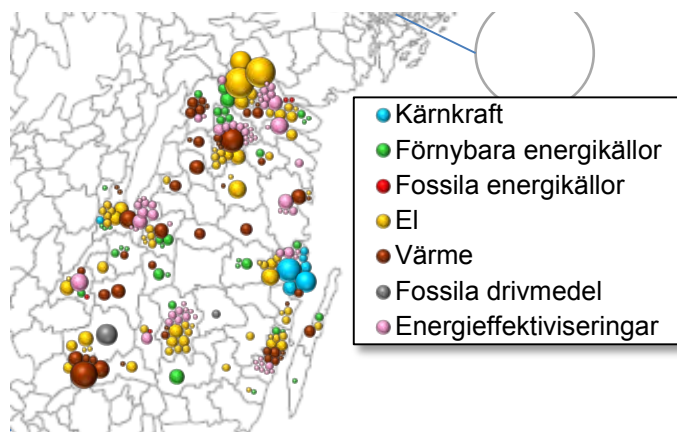 Kärnkraft
Förnybara energikällor
Fossila energikällor
El
Värme
Fossila drivmedel
Energieffektiviseringar